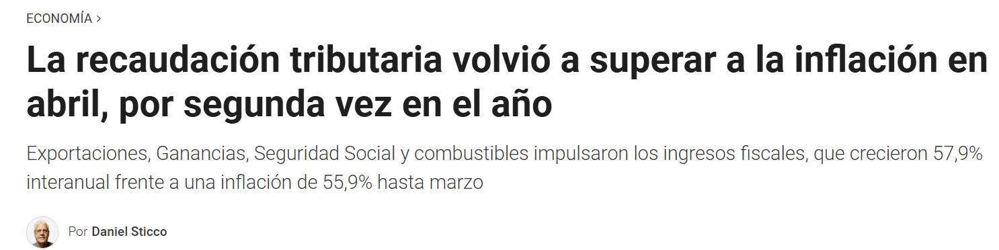 ECONOMÍA >
La recaudación tributaria volvió a superar a la inflación en
abril, por segunda vez en el año
Exportaciones, Ganancias, Seguridad Social y combustibles impulsaron los ingresos fiscales, que crecieron 57,9%
interanual frente a una inflación de 55,9% hasta marzo
Por Daniel Sticco